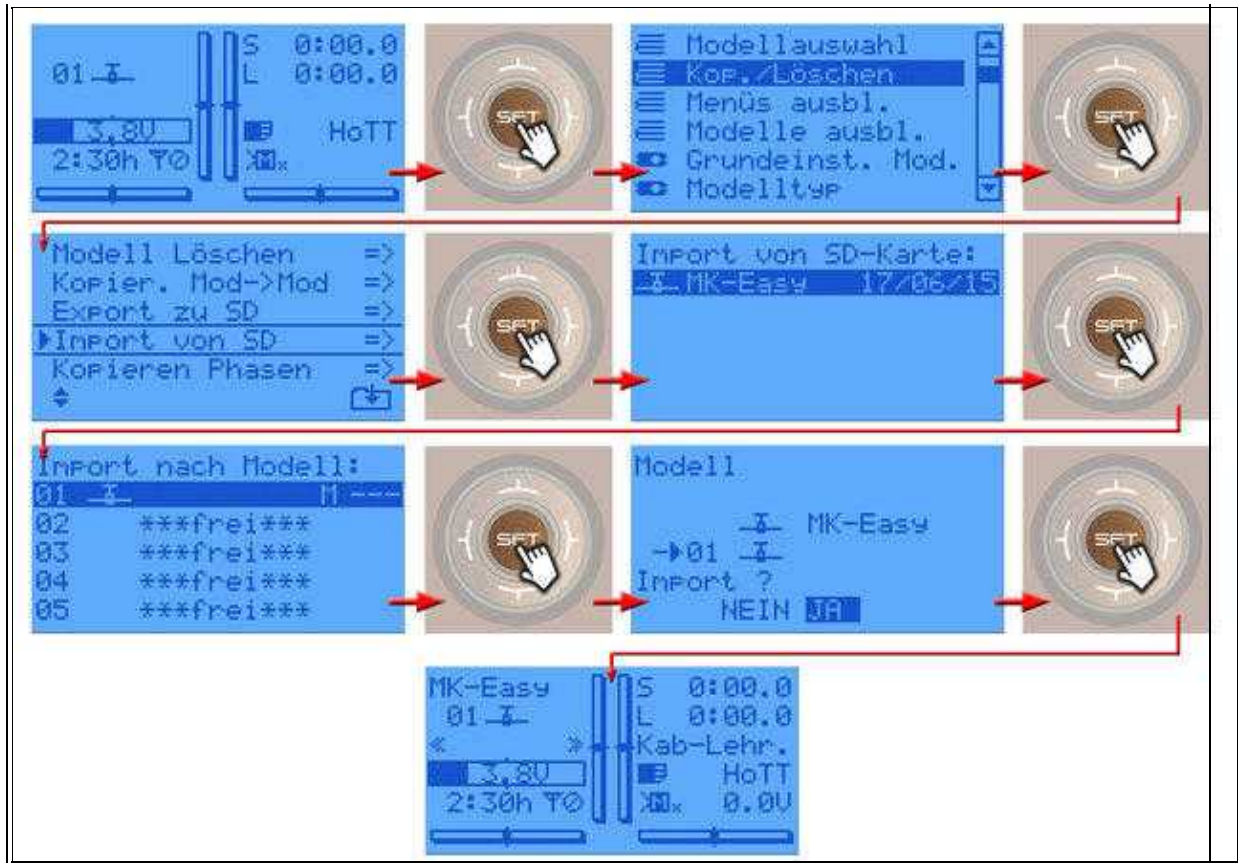 S 0:00.0
01
L 0:00.0
3.8V
HoTT
2:30h
M x
SET
Modellauswahl
Kop./Löschen
Menüs ausbl.
Modelle ausbl.
Grundeinst. Mod.
Modelltyp
SET
Modell Löschen =>
Kopier. Mod->Mod =>
Export zu SD =>
Import von SD =>
Kopieren Phasen =>
SET
Import von SD-Karte:
MK-Easy 17/06/15
SET
Import nach Modell:
01 M ---
02 ***frei***
03 ***frei***
04 ***frei***
05 ***frei***
SET
Modell
MK-Easy
→01
Import ?
NEIN JA
SET
MK-Easy
S 0:00.0
01
L 0:00.0
« »
Kab-Lehr.
3.8V
HoTT
2:30h
M x 0.0V